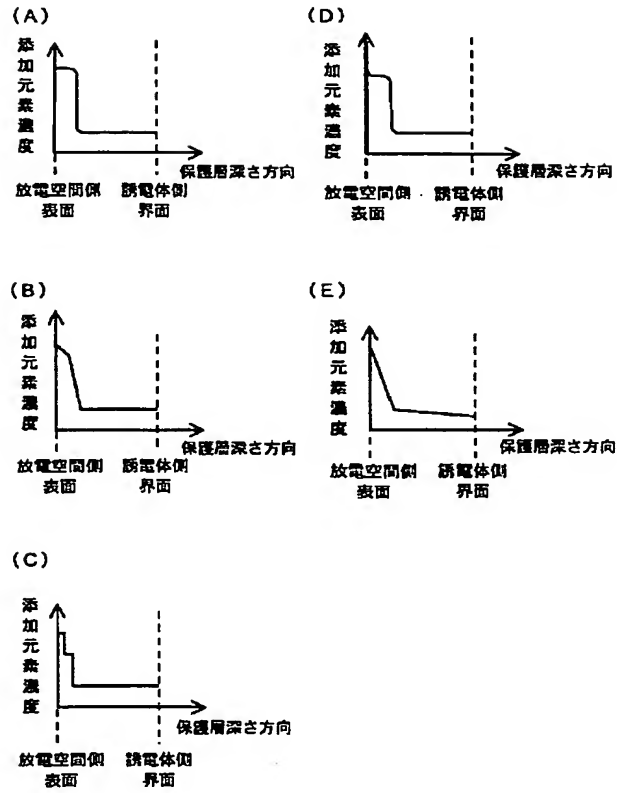 (A)
添加元素濃度
保護層深さ方向
放電空間側
表面
誘電体側
界面
(D)
添加元素濃度
保護層深さ方向
放電空間側
表面
誘電体側
界面
(B)
添加元素濃度
保護層深さ方向
放電空間側
表面
誘電体側
界面
(E)
添加元素濃度
保護層深さ方向
放電空間側
表面
誘電体側
界面
(C)
添加元素濃度
保護層深さ方向
放電空間側
表面
誘電体側
界面